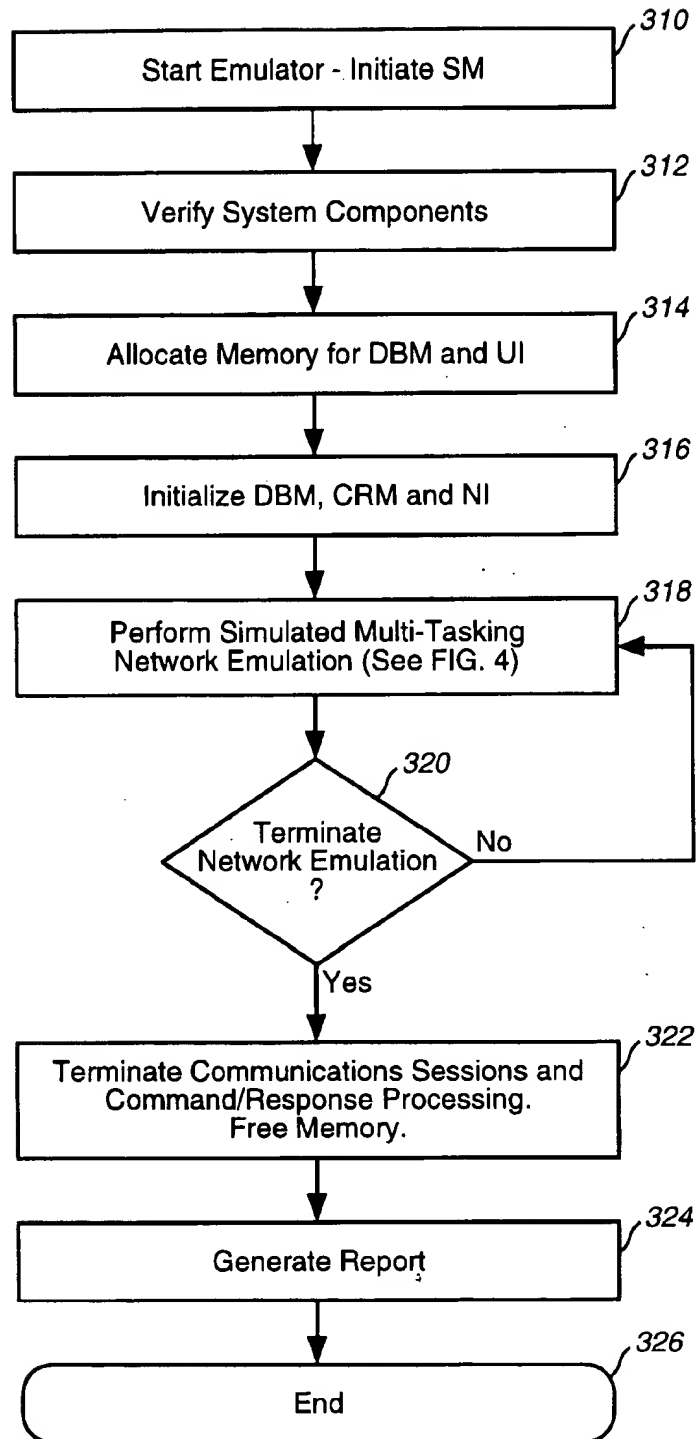 310
Start Emulator - Initiate SM
312
Verify System Components
314
Allocate Memory for DBM and UI
316
Initialize DBM, CRM and NI
318
Perform Simulated Multi-Tasking
Network Emulation (See FIG. 4)
320
Terminate
Network Emulation
?
No
Yes
322
Terminate Communications Sessions and
Command/Response Processing.
Free Memory.
324
Generate Report
326
End